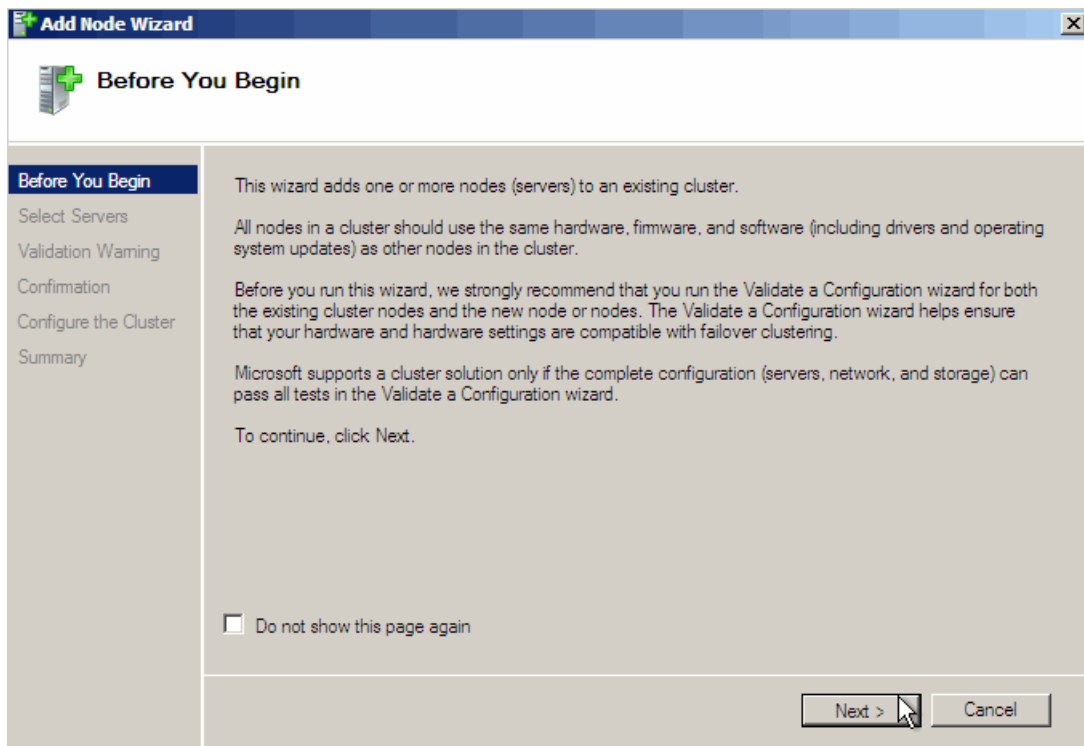 Add Node Wizard
Before You Begin
Before You Begin
Select Servers
Validation Warning
Confirmation
Configure the Cluster
Summary
This wizard adds one or more nodes (servers) to an existing cluster.
All nodes in a cluster should use the same hardware, firmware, and software (including drivers and operating
system updates) as other nodes in the cluster.
Before you run this wizard, we strongly recommend that you run the Validate a Configuration wizard for both
the existing cluster nodes and the new node or nodes. The Validate a Configuration wizard helps ensure
that your hardware and hardware settings are compatible with failover clustering.
Microsoft supports a cluster solution only if the complete configuration (servers, network, and storage) can
pass all tests in the Validate a Configuration wizard.
To continue, click Next.
Do not show this page again
Next >
Cancel